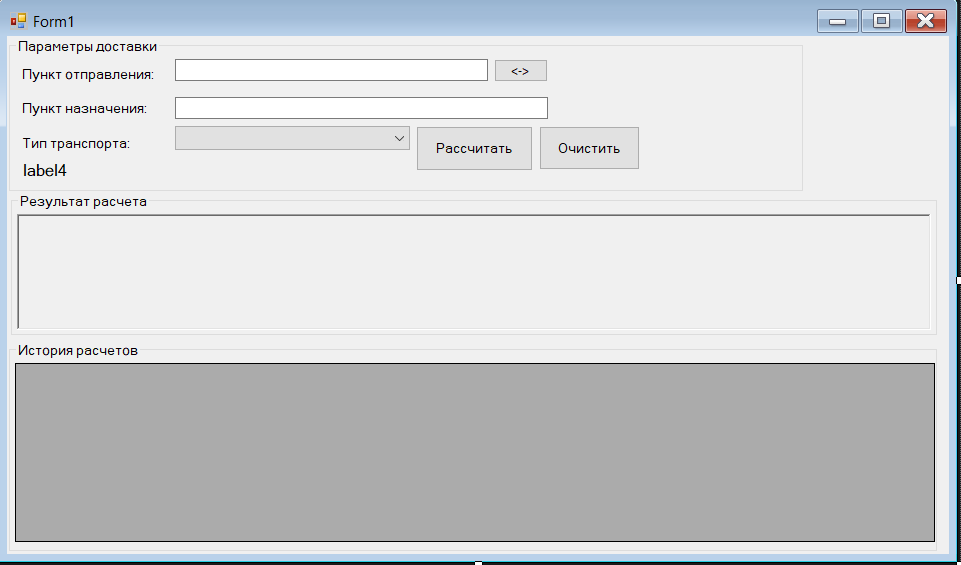 Form1
Параметры доставки
Пункт отправления:
<->
Пункт назначения:
Тип транспорта:
Рассчитать
Очистить
label4
Результат расчета
История расчетов